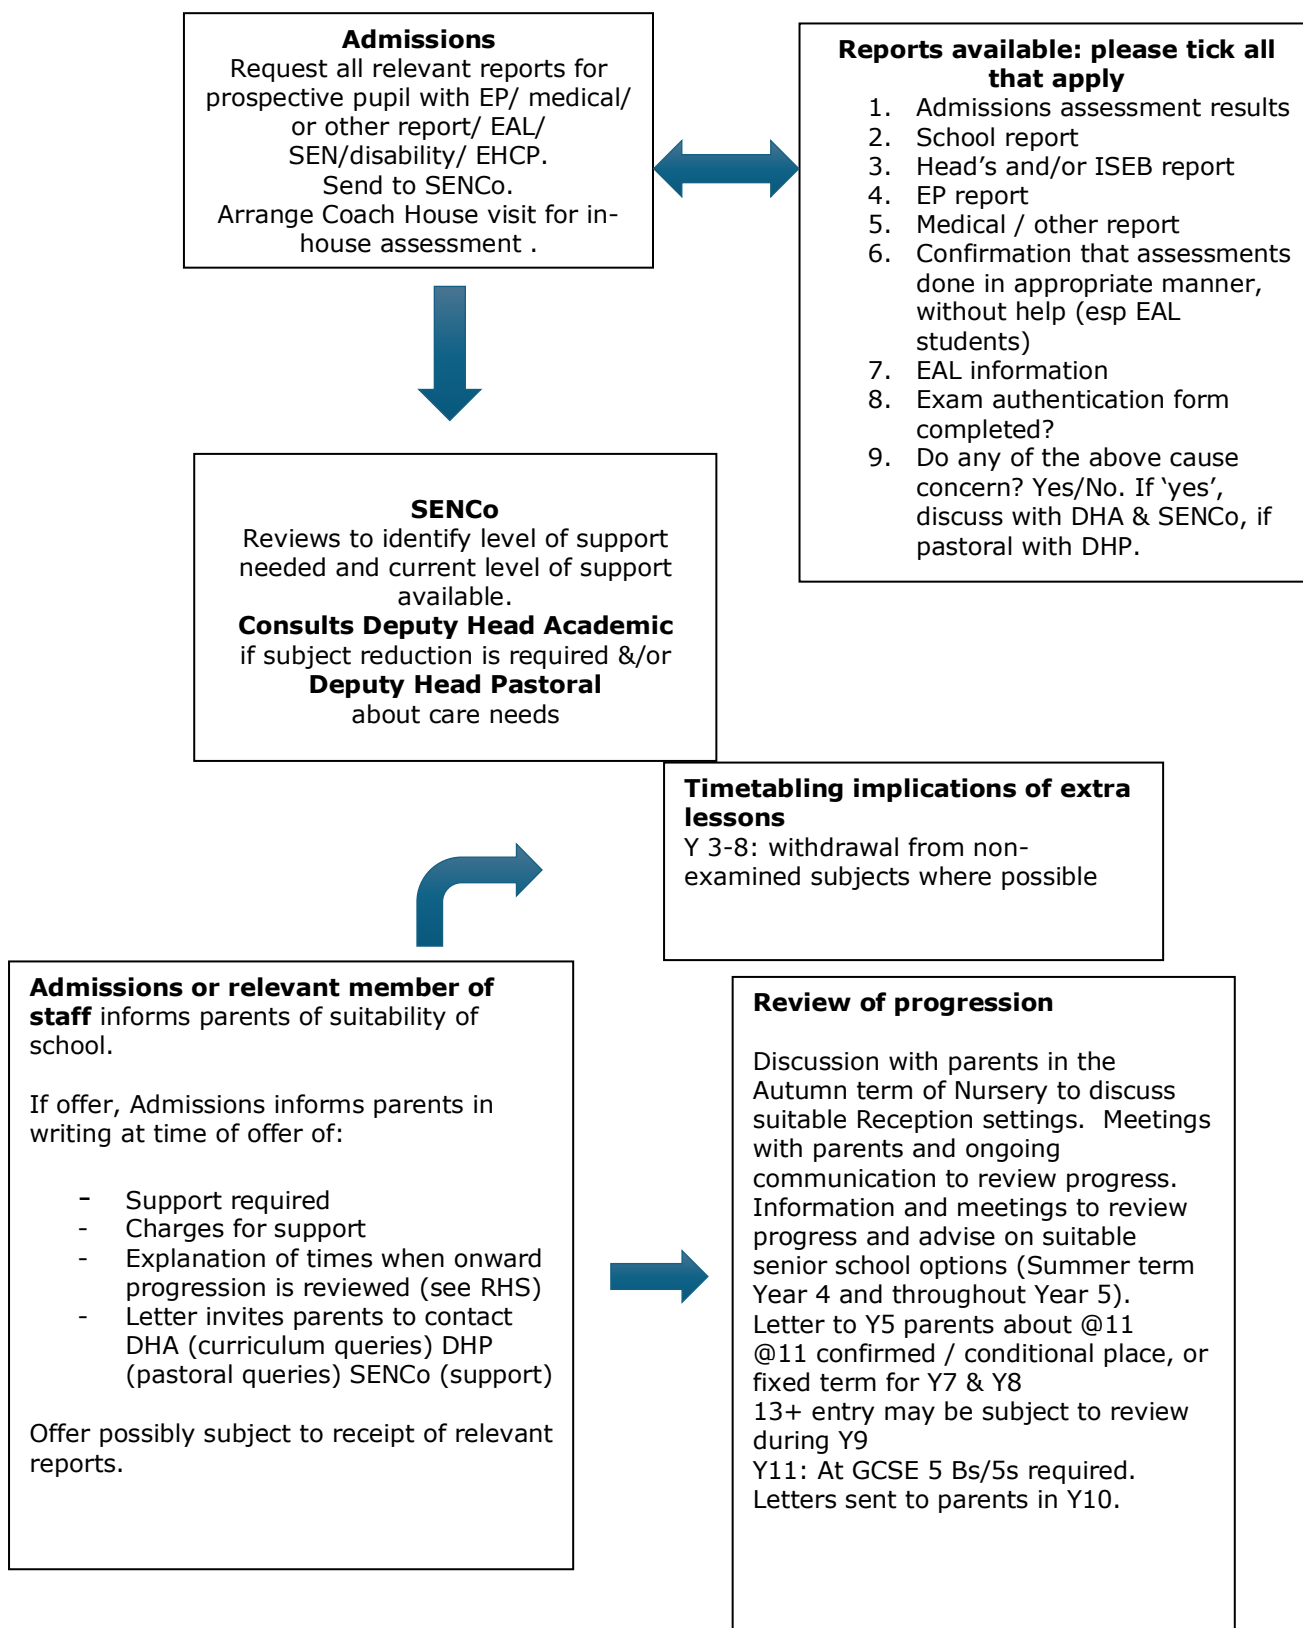 Admissions
Request all relevant reports for
prospective pupil with EP/ medical/
or other report/ EAL/
SEN/disability/ EHCP.
Send to SENCo.
Arrange Coach House visit for in-
house assessment .
Reports available: please tick all
that apply
1. Admissions assessment results
2. School report
3. Head’s and/or ISEB report
4. EP report
5. Medical / other report
6. Confirmation that assessments
done in appropriate manner,
without help (esp EAL
students)
7. EAL information
8. Exam authentication form
completed?
9. Do any of the above cause
concern? Yes/No. If ‘yes’,
discuss with DHA & SENCo, if
pastoral with DHP.
SENCo
Reviews to identify level of support
needed and current level of support
available.
Consults Deputy Head Academic
if subject reduction is required &/or
Deputy Head Pastoral
about care needs
Timetabling implications of extra
lessons
Y 3-8: withdrawal from non-
examined subjects where possible
Admissions or relevant member of
staff informs parents of suitability of
school.
If offer, Admissions informs parents in
writing at time of offer of:
- Support required
- Charges for support
- Explanation of times when onward
progression is reviewed (see RHS)
- Letter invites parents to contact
DHA (curriculum queries) DHP
(pastoral queries) SENCo (support)
Offer possibly subject to receipt of relevant
reports.
Review of progression
Discussion with parents in the
Autumn term of Nursery to discuss
suitable Reception settings.  Meetings
with parents and ongoing
communication to review progress.
Information and meetings to review
progress and advise on suitable
senior school options (Summer term
Year 4 and throughout Year 5).
Letter to Y5 parents about @11
@11 confirmed / conditional place, or
fixed term for Y7 & Y8
13+ entry may be subject to review
during Y9
Y11: At GCSE 5 Bs/5s required.
Letters sent to parents in Y10.